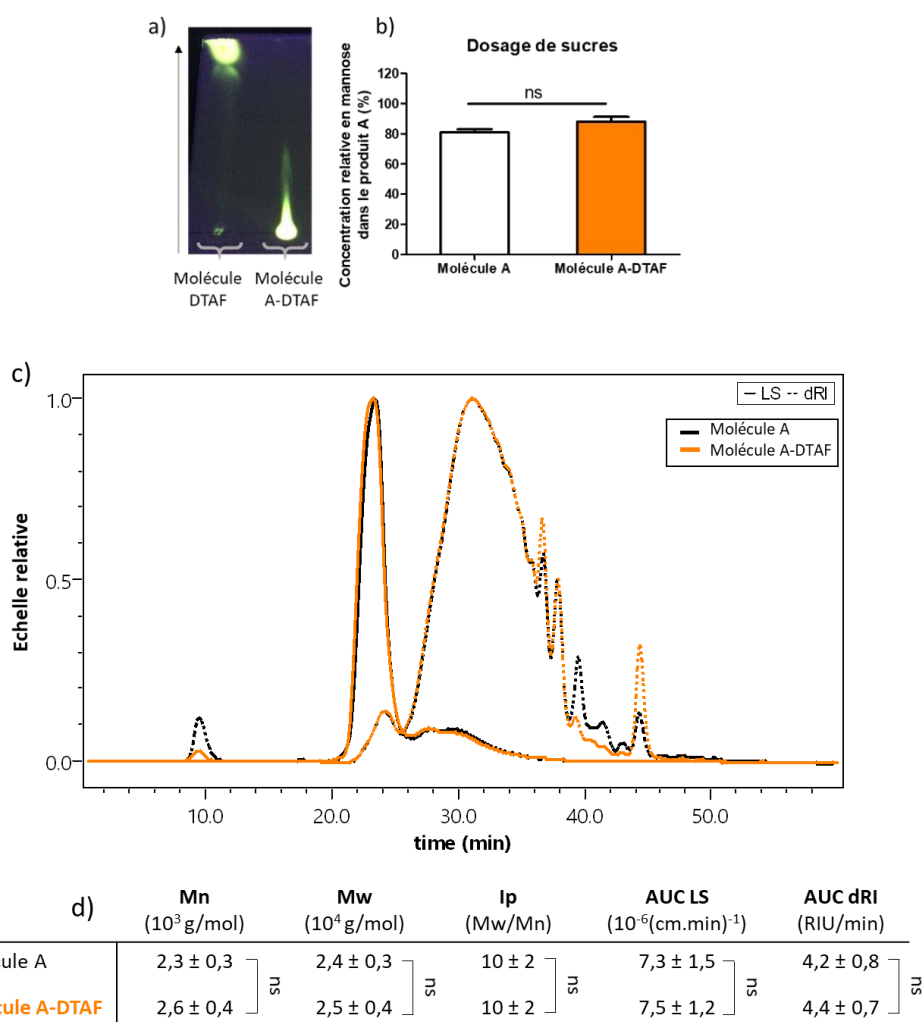 a)
Molécule
DTAF
Molécule
A-DTAF
b)
Dosage de sucres
Concentration relative en mannose
dans le produit A (%)
120
100
80
60
40
20
0
ns
Molécule A
Molécule A-DTAF
c)
LS -- dRI
Molécule A
Molécule A-DTAF
Echelle relative
1.0
0.5
0.0
10.0 20.0 30.0 40.0 50.0
time (min)
d)
Mn Mw Ip AUC LS AUC dRI
(10³ g/mol) (10⁴ g/mol) (Mw/Mn) (10⁻⁶(cm.min)⁻¹ (RIU/min)
cule A 2,3 ± 0,3 2,4 ± 0,3 10 ± 2 7,3 ± 1,5 4,2 ± 0,8
ns ns ns ns ns
cule A-DTAF 2,6 ± 0,4 2,5 ± 0,4 10 ± 2 7,5 ± 1,2 4,4 ± 0,7